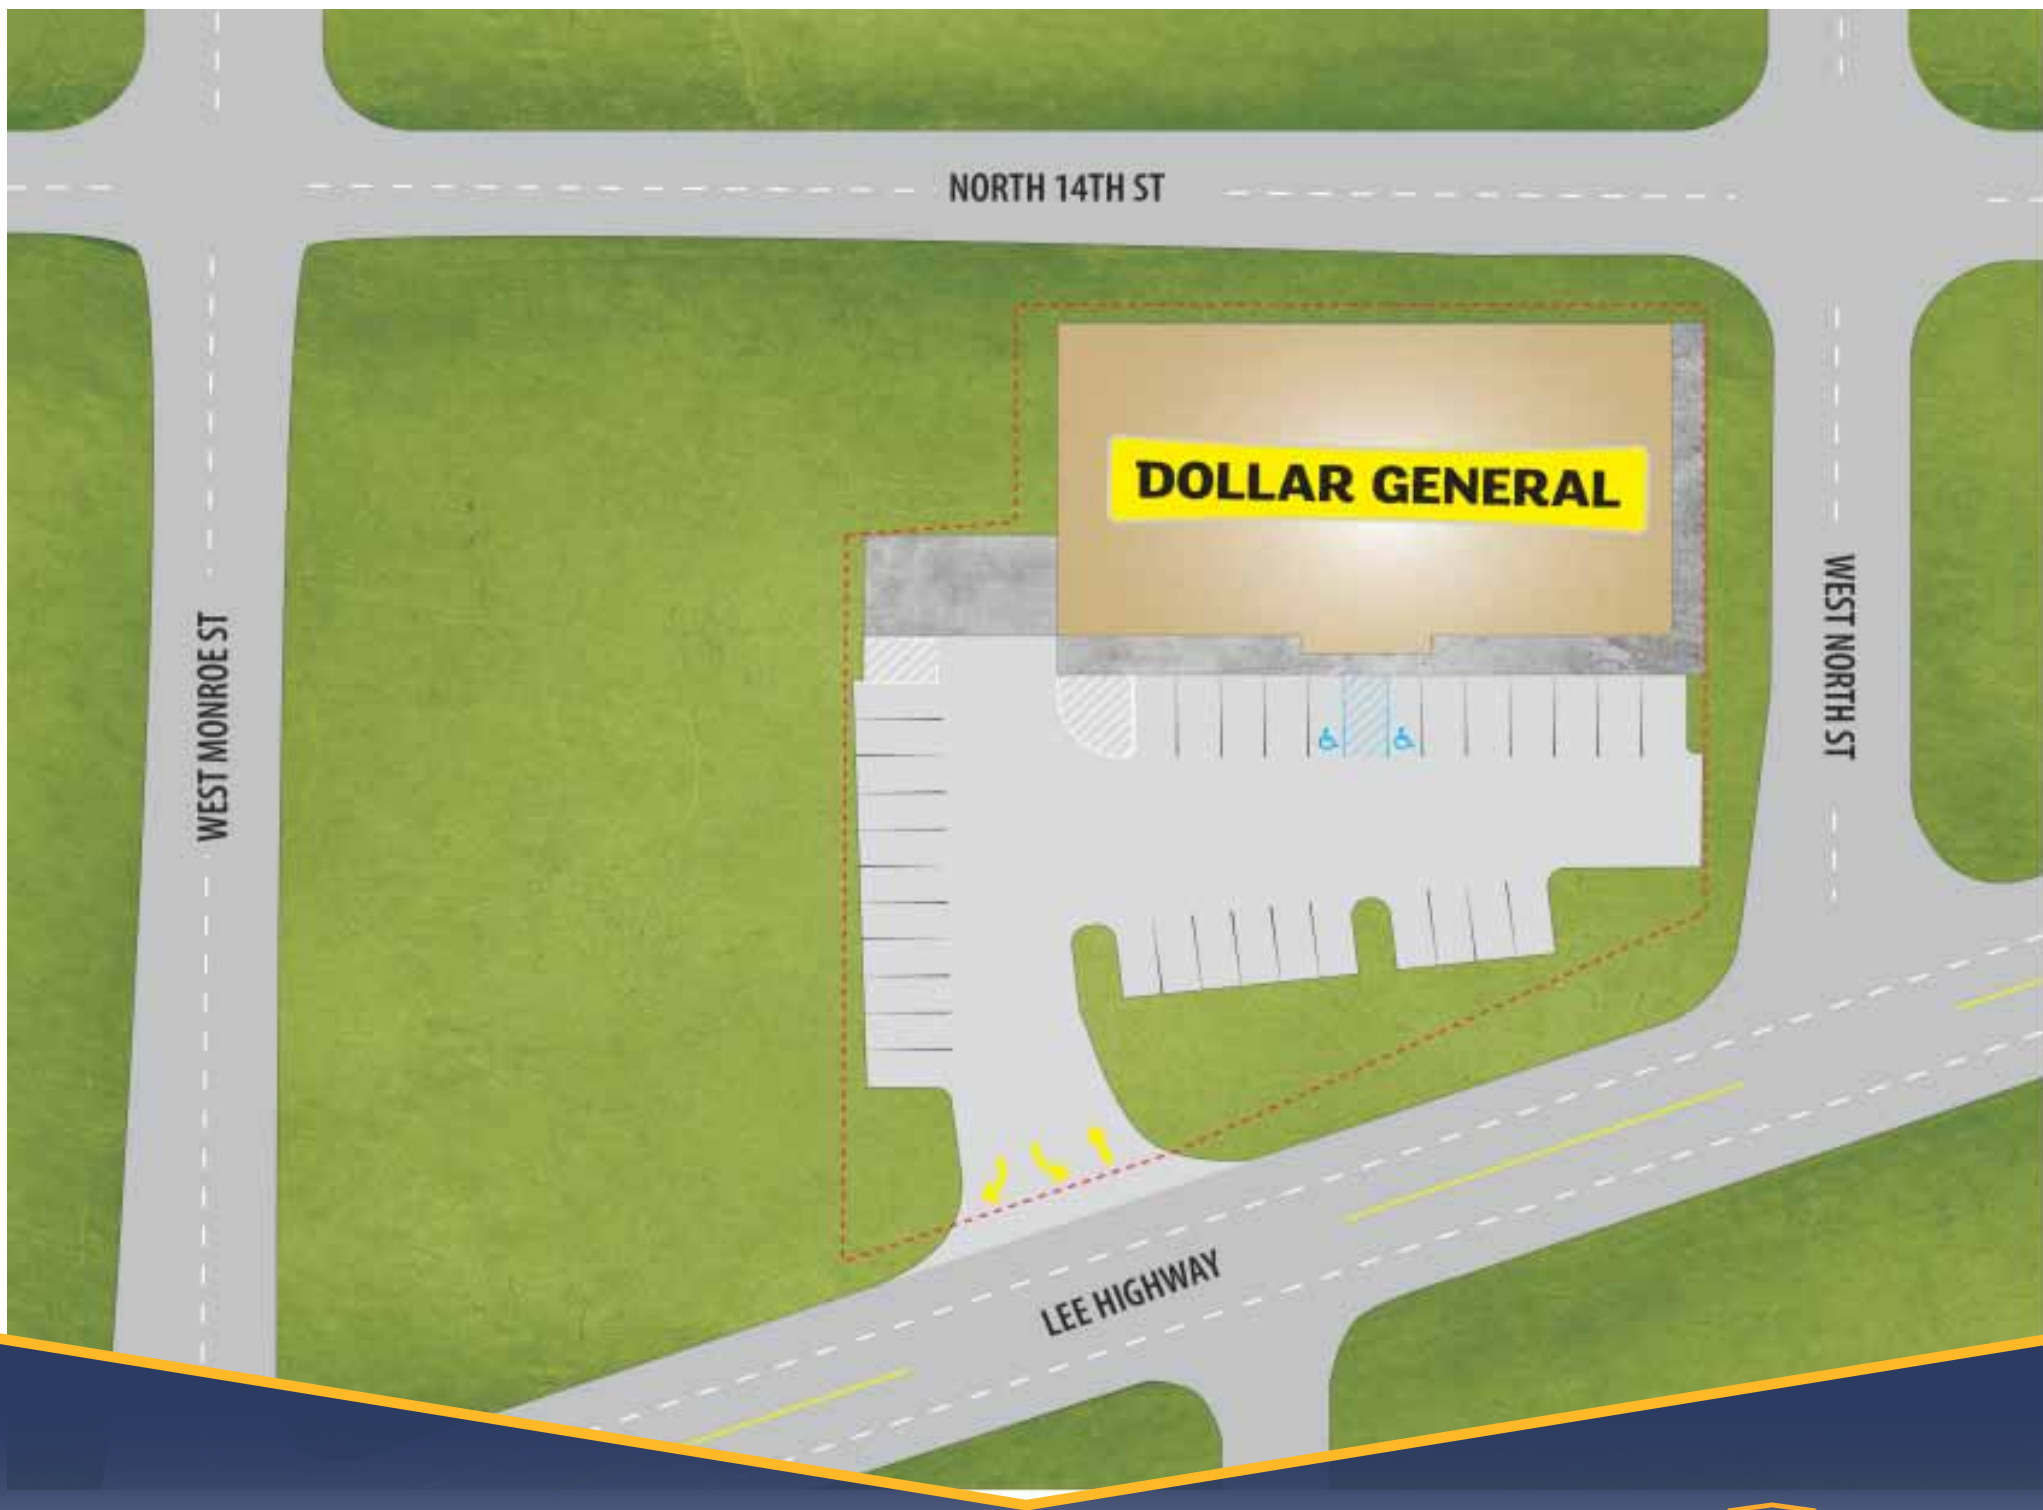 NORTH 14TH ST
DOLLAR GENERAL
WEST MONROE ST
WEST NORTH ST
LEE HIGHWAY